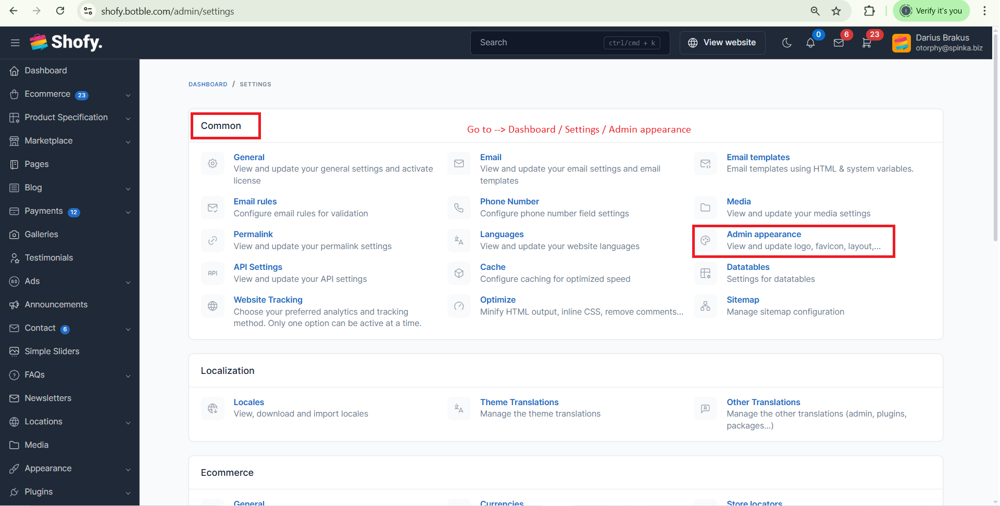 shofy.botble.com/admin/settings
Verify it's you
Shofy.
Search
ctrl/cmd + k
View website
0
6
23
Darius Brakus
otorphy@spinka.biz
Dashboard
Ecommerce 23
Product Specification
Marketplace
Pages
Blog
Payments 12
Galleries
Testimonials
Ads
Announcements
Contact 6
Simple Sliders
FAQs
Newsletters
Locations
Media
Appearance
Plugins
DASHBOARD / SETTINGS
Common
Go to --> Dashboard / Settings / Admin appearance
General
View and update your general settings and activate
license
Email
View and update your email settings and email
templates
Email templates
Email templates using HTML & system variables.
Email rules
Configure email rules for validation
Phone Number
Configure phone number field settings
Media
View and update your media settings
Permalink
View and update your permalink settings
Languages
View and update your website languages
Admin appearance
View and update logo, favicon, layout,...
API
API Settings
View and update your API settings
Cache
Configure caching for optimized speed
Datatables
Settings for datatables
Website Tracking
Choose your preferred analytics and tracking
method. Only one option can be active at a time.
Optimize
Minify HTML output, inline CSS, remove comments...
Sitemap
Manage sitemap configuration
Localization
Locales
View, download and import locales
Theme Translations
Manage the theme translations
Other Translations
Manage the other translations (admin, plugins,
packages...)
Ecommerce
General
Currencies
Store locators